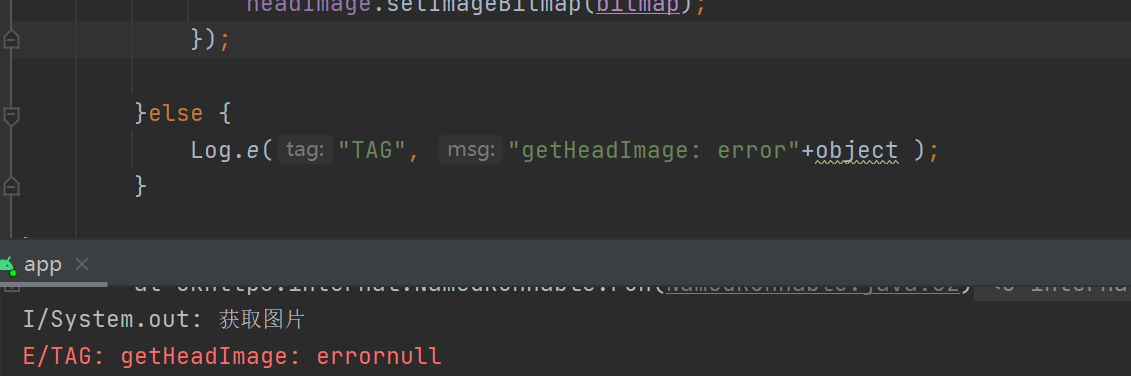 headImage.setImageBitmap(bitmap);
});
}else {
Log.e( tag: "TAG", msg: "getHeadImage: error"+object );
}
app
at okhttp3.internal.NamedRunnable.run(NamedRunnable.java:32) <6 interna
I/System.out: 获取图片
E/TAG: getHeadImage: errornull